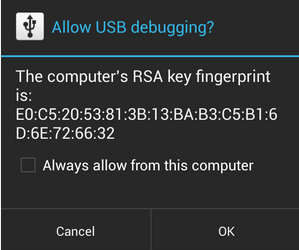 Allow USB debugging?
The computer's RSA key fingerprint
is:
E0:C5:20:53:81:3B:13:BA:B3:C5:B1:6
D:6E:72:66:32
Always allow from this computer
Cancel
OK